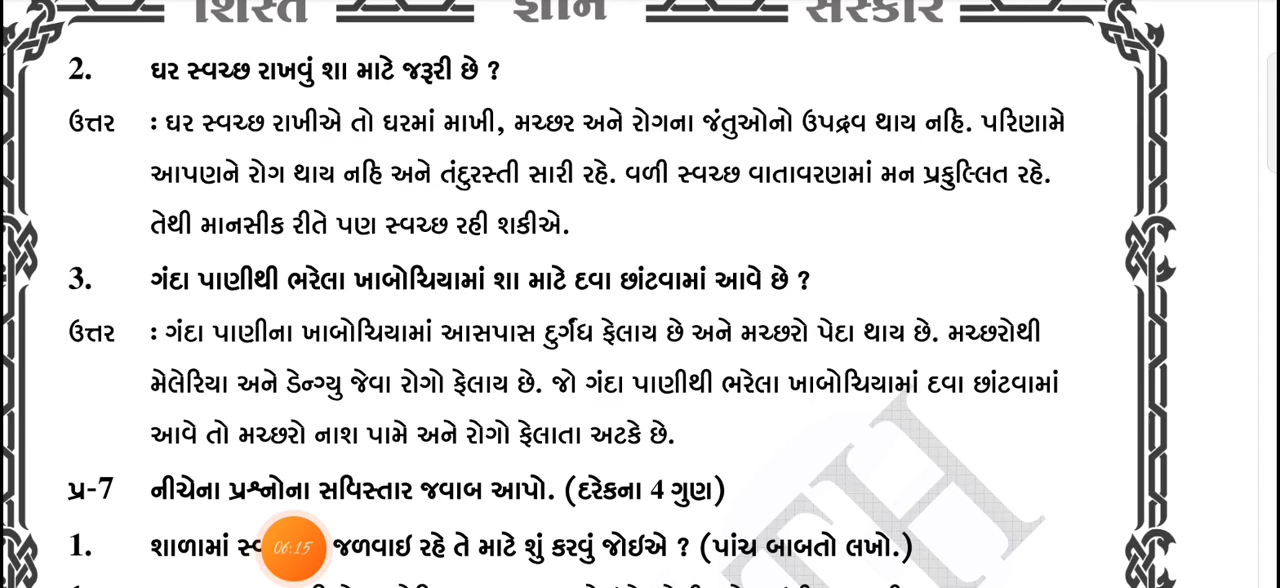 શિસ્ત જ્ઞાન સંસ્કાર
2. ઘર સ્વચ્છ રાખવું શા માટે જરૂરી છે ?
ઉત્તર : ઘર સ્વચ્છ રાખીએ તો ઘરમાં માખી, મચ્છર અને રોગના જંતુઓનો ઉપદ્રવ થાય નહિ. પરિણામે
આપણને રોગ થાય નહિ અને તંદુરસ્તી સારી રહે. વળી સ્વચ્છ વાતાવરણમાં મન પ્રફુલ્લિત રહે.
તેથી માનસીક રીતે પણ સ્વચ્છ રહી શકીએ.
3. ગંદા પાણીથી ભરેલા ખાબોચિયામાં શા માટે દવા છાંટવામાં આવે છે ?
ઉત્તર : ગંદા પાણીના ખાબોચિયામાં આસપાસ દુર્ગંધ ફેલાય છે અને મચ્છરો પેદા થાય છે. મચ્છરોથી
મેલેરિયા અને ડેન્ગ્યુ જેવા રોગો ફેલાય છે. જો ગંદા પાણીથી ભરેલા ખાબોચિયામાં દવા છાંટવામાં
આવે તો મચ્છરો નાશ પામે અને રોગો ફેલાતા અટકે છે.
પ્ર-7 નીચેના પ્રશ્નોના સવિસ્તાર જવાબ આપો. (દરેકના 4 ગુણ)
1. શાળામાં 06:15 જળવાઇ રહે તે માટે શું કરવું જોઇએ ? (પાંચ બાબતો લખો.)